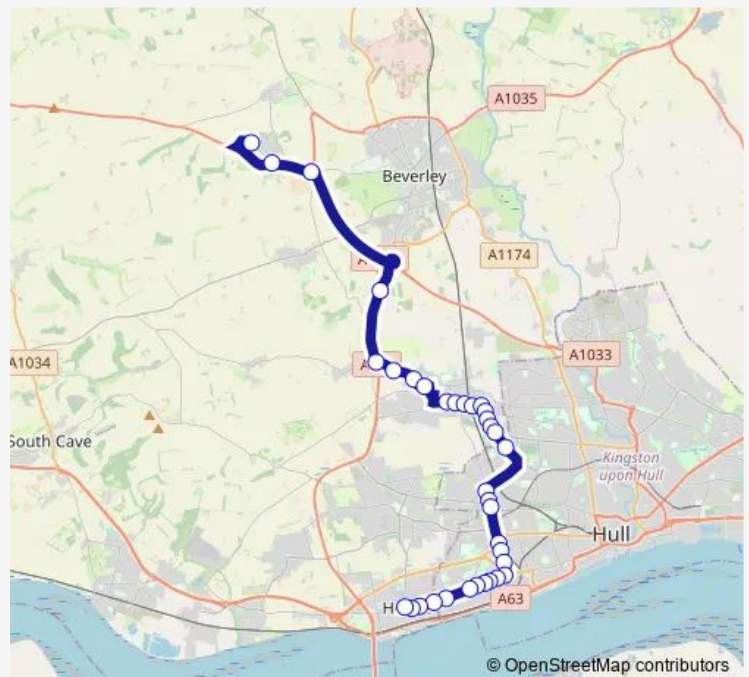 A1035
Beverley
A1174
A1033
A1034
South Cave
Kingston
upon Hull
Hull
A63
© OpenStreetMap contributors